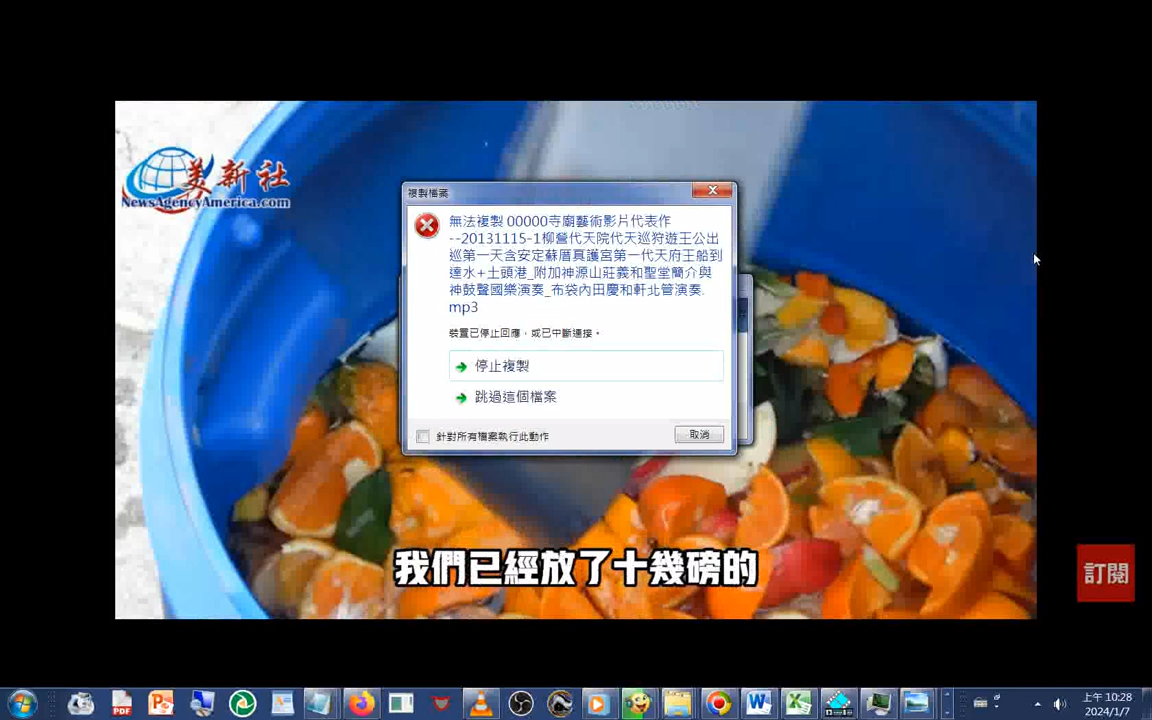 美新社
NewsAgencyAmerica.com
複製檔案
無法複製 00000寺廟藝術影片代表作
--20131115-1柳營代天院代天巡狩遊王公出
巡第一天含安定蘇厝真護宮第一代天府王船到
達水+土頭港_附加神源山莊義和聖堂簡介與
神鼓聲國樂演奏_布袋內田慶和軒北管演奏.
mp3
裝置已停止回應，或已中斷連接。
停止複製
跳過這個檔案
針對所有檔案執行此動作
取消
我們已經放了十幾磅的
訂閱
PDF
上午 10:28
2024/1/7